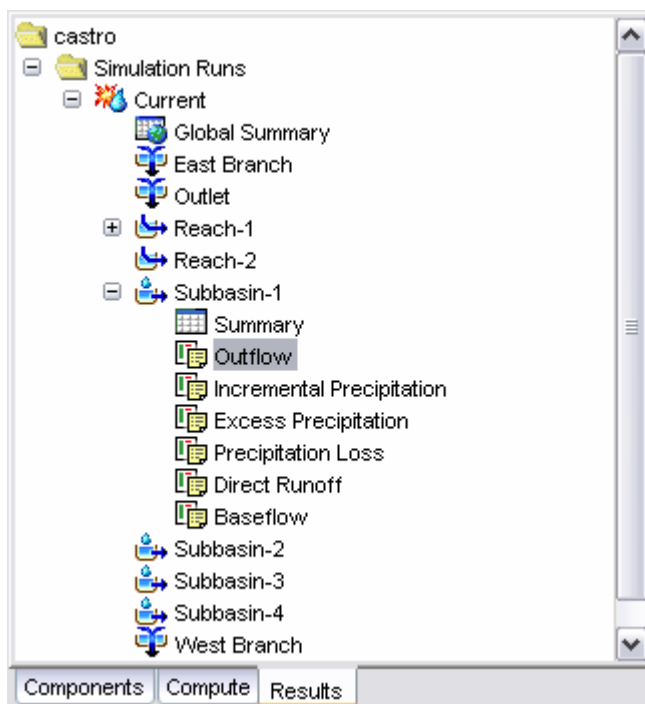 castro
Simulation Runs
Current
Global Summary
East Branch
Outlet
Reach-1
Reach-2
Subbasin-1
Summary
Outflow
Incremental Precipitation
Excess Precipitation
Precipitation Loss
Direct Runoff
Baseflow
Subbasin-2
Subbasin-3
Subbasin-4
West Branch
Components Compute Results